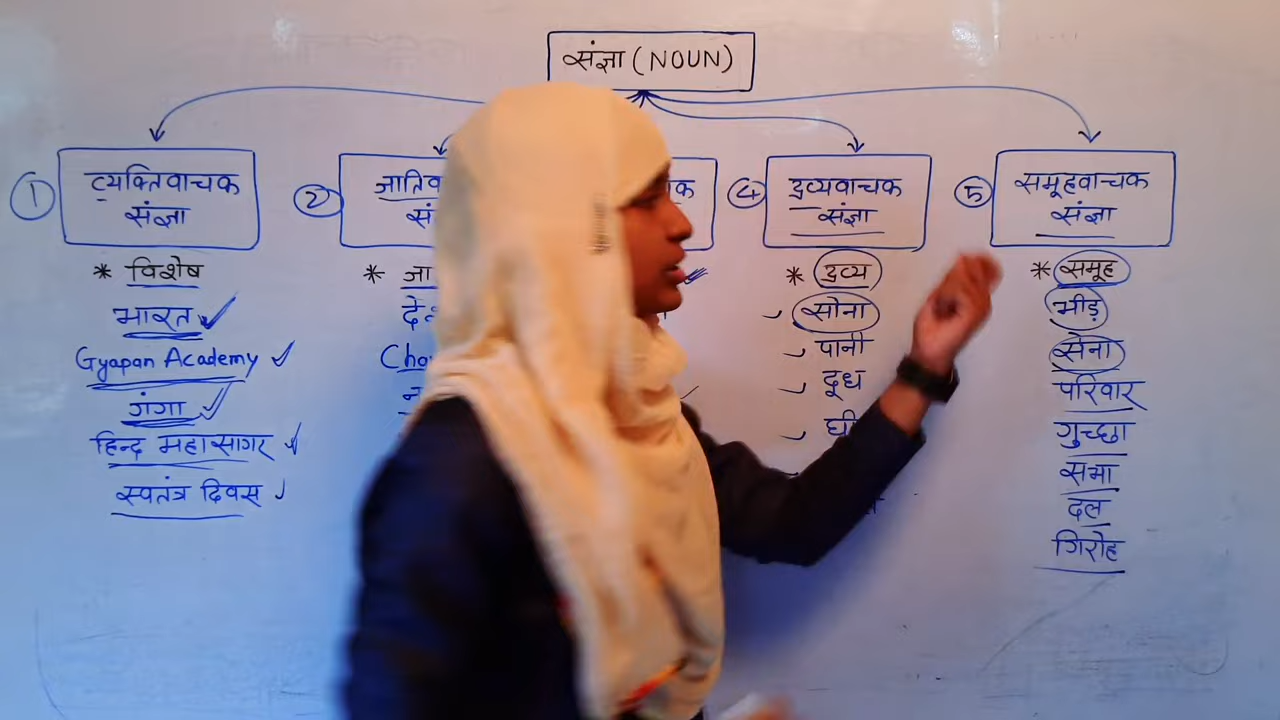 संज्ञा (NOUN)
1
व्यक्तिवाचक
संज्ञा
* विशेष
भारत
Gyapan Academy
गंगा
हिन्द महासागर
स्वतंत्र दिवस
2
*
4
द्रव्यवाचक
संज्ञा
* द्रव्य
सोना
पानी
दूध
5
समूहवाचक
संज्ञा
* समूह
भीड़
सेना
परिवार
गुच्छा
सभा
दल
गिरोह